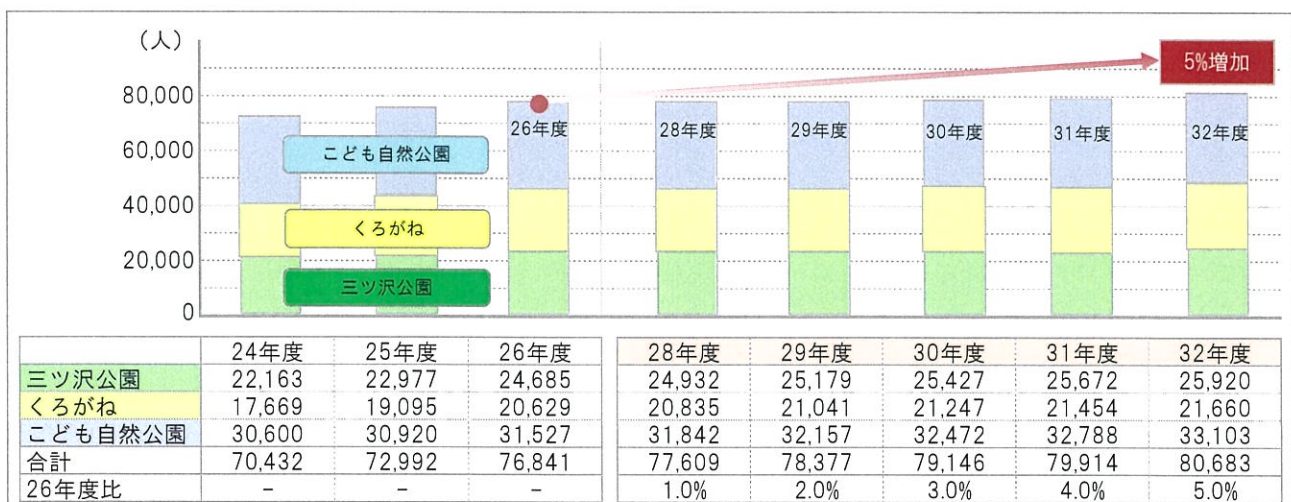 (人)
5%増加
80,000
60,000
40,000
20,000
0
26年度
28年度
29年度
30年度
31年度
32年度
こども自然公園
くろがね
三ツ沢公園
24年度 25年度 26年度 28年度 29年度 30年度 31年度 32年度
三ツ沢公園 22,163 22,977 24,685 24,932 25,179 25,427 25,672 25,920
くろがね 17,669 19,095 20,629 20,835 21,041 21,247 21,454 21,660
こども自然公園 30,600 30,920 31,527 31,842 32,157 32,472 32,788 33,103
合計 70,432 72,992 76,841 77,609 78,377 79,146 79,914 80,683
26年度比 － － － 1.0% 2.0% 3.0% 4.0% 5.0%